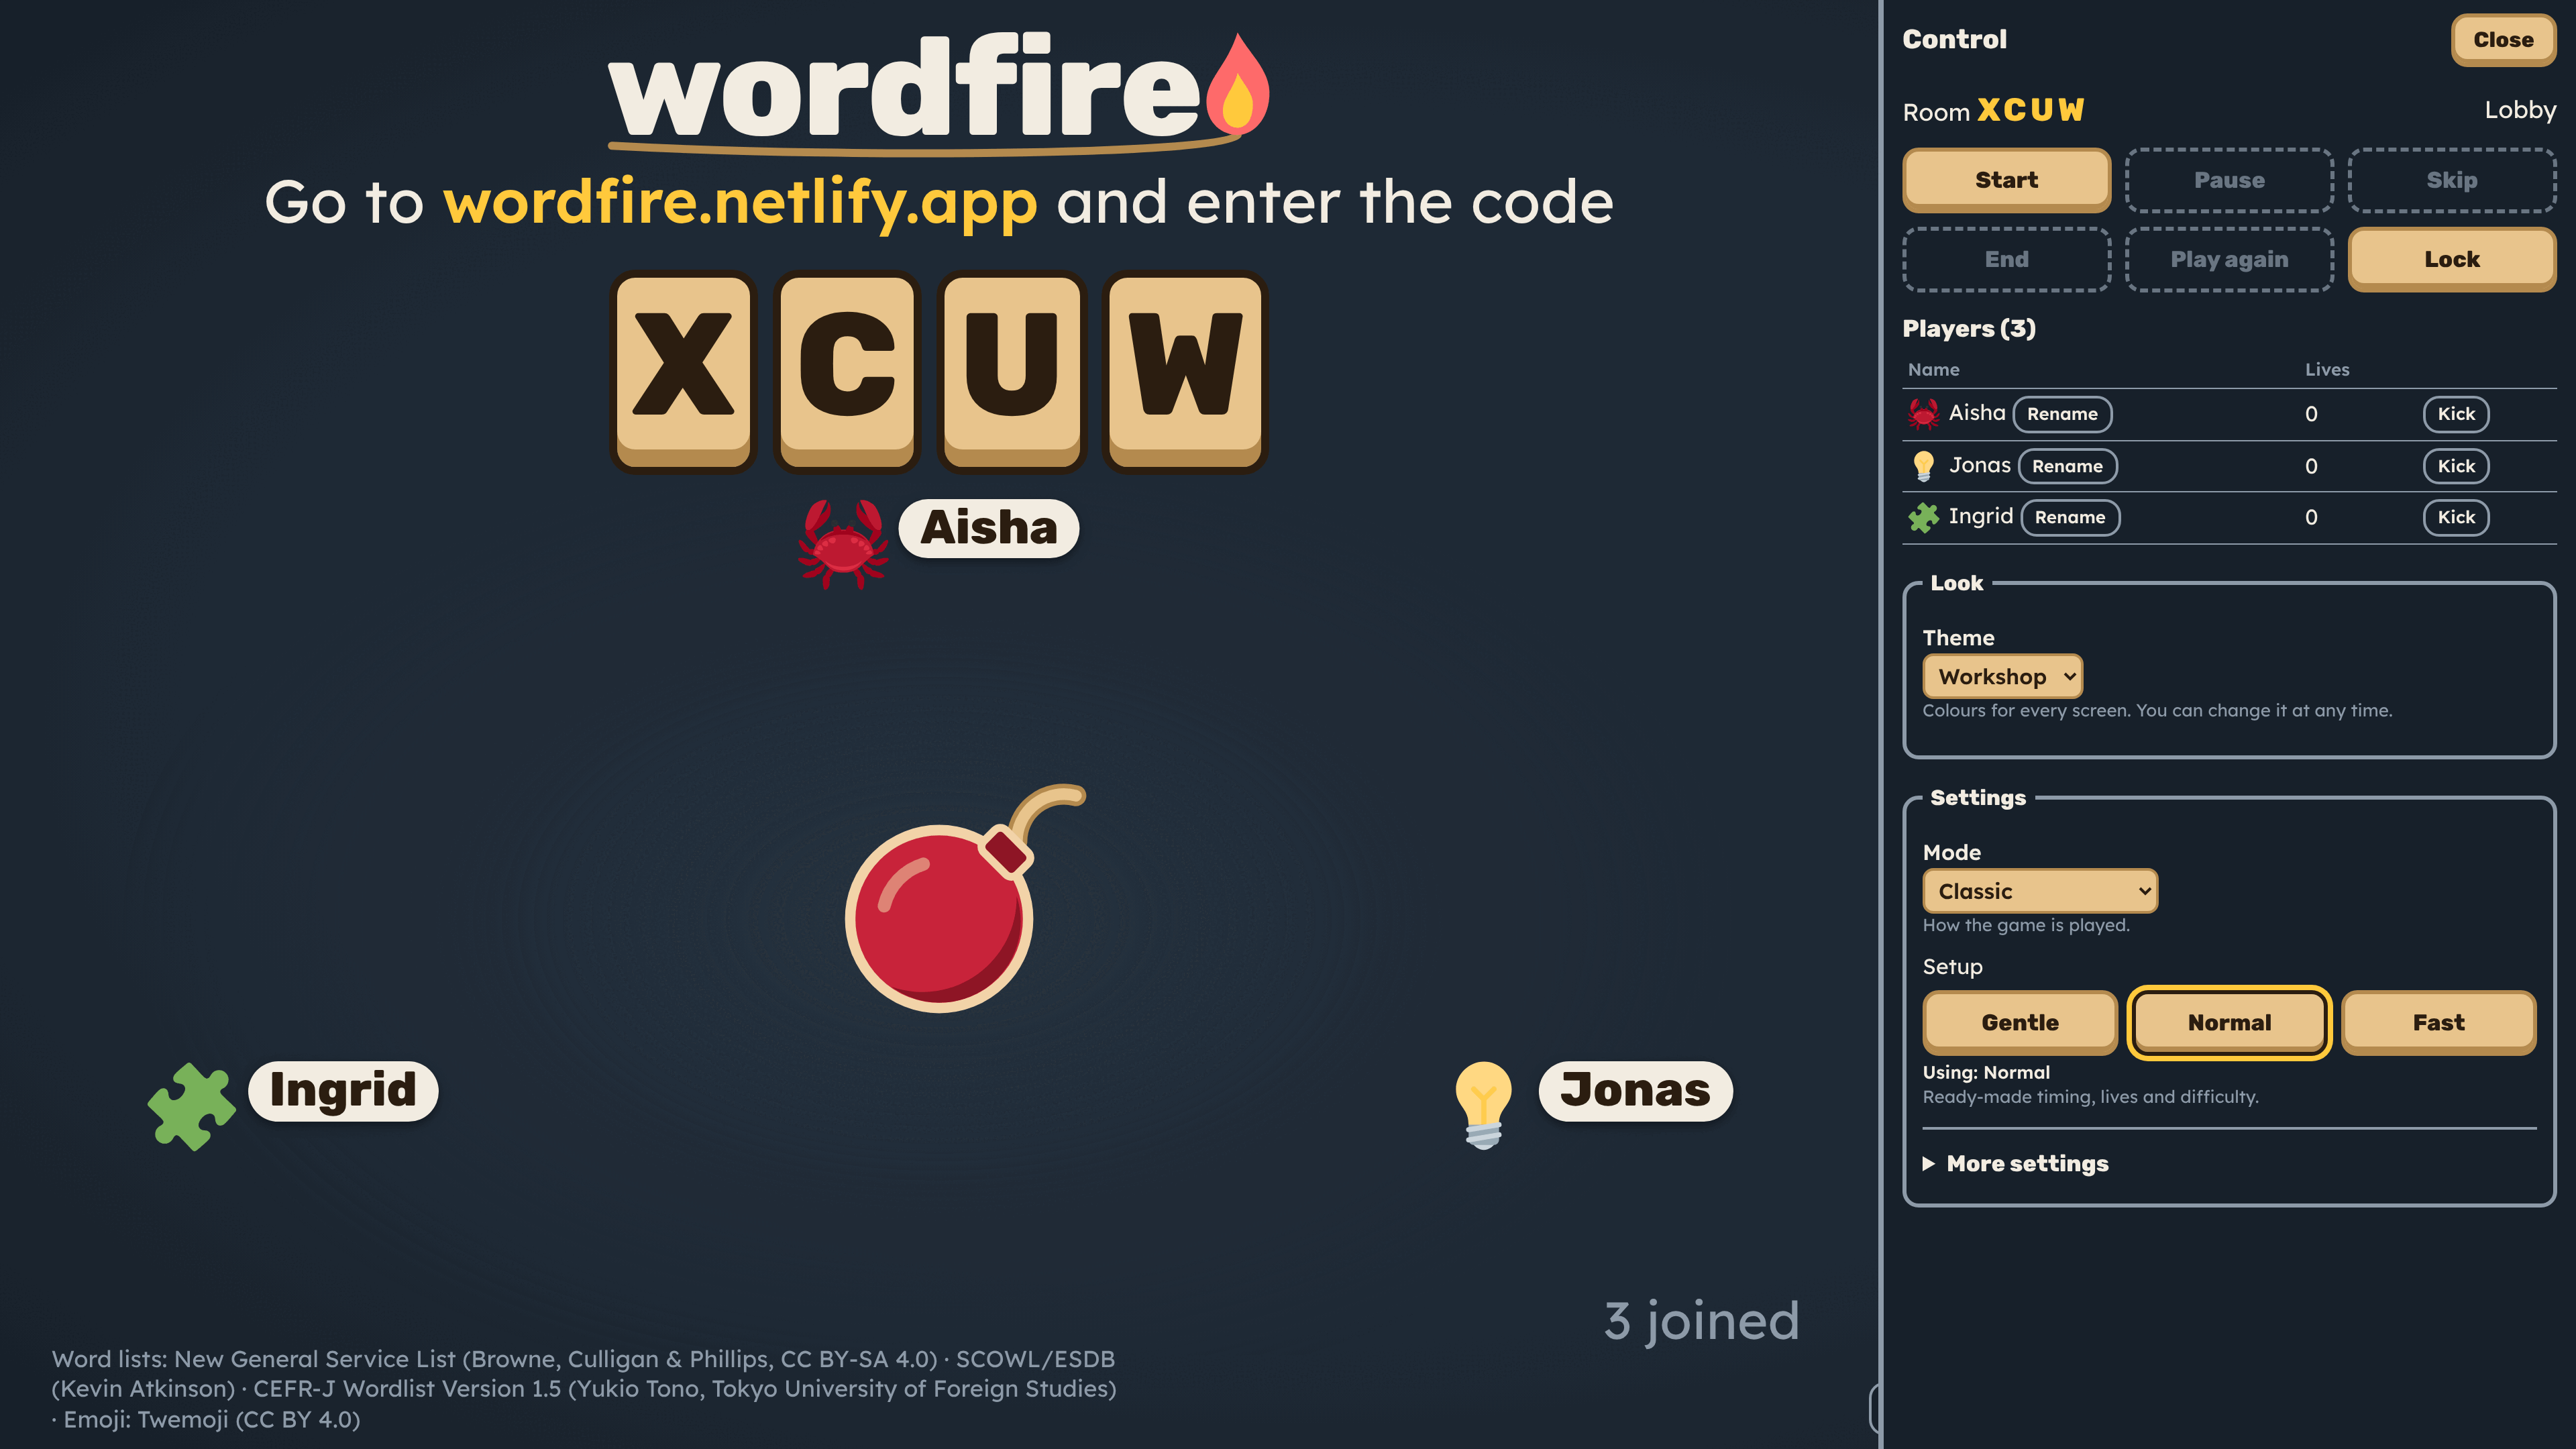 wordfire
Go to wordfire.netlify.app and enter the code
X C U W
Aisha
Ingrid
Jonas
3 joined
Word lists: New General Service List (Browne, Culligan & Phillips, CC BY-SA 4.0) · SCOWL/ESDB
(Kevin Atkinson) · CEFR-J Wordlist Version 1.5 (Yukio Tono, Tokyo University of Foreign Studies)
· Emoji: Twemoji (CC BY 4.0)
Control
Close
Room XCUW
Lobby
Start Pause Skip
End Play again Lock
Players (3)
Name Lives
Aisha Rename 0 Kick
Jonas Rename 0 Kick
Ingrid Rename 0 Kick
Look
Theme
Workshop
Colours for every screen. You can change it at any time.
Settings
Mode
Classic
How the game is played.
Setup
Gentle Normal Fast
Using: Normal
Ready-made timing, lives and difficulty.
More settings